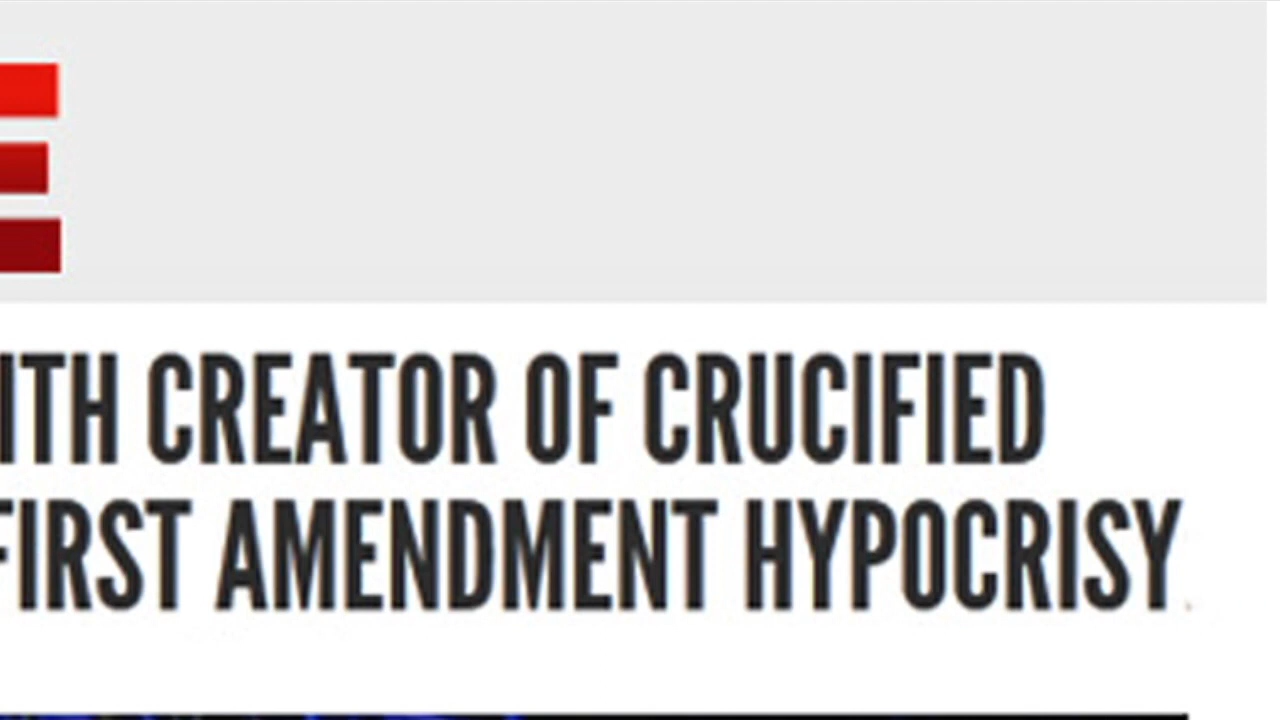 E
ITH CREATOR OF CRUCIFIED
FIRST AMENDMENT HYPOCRISY